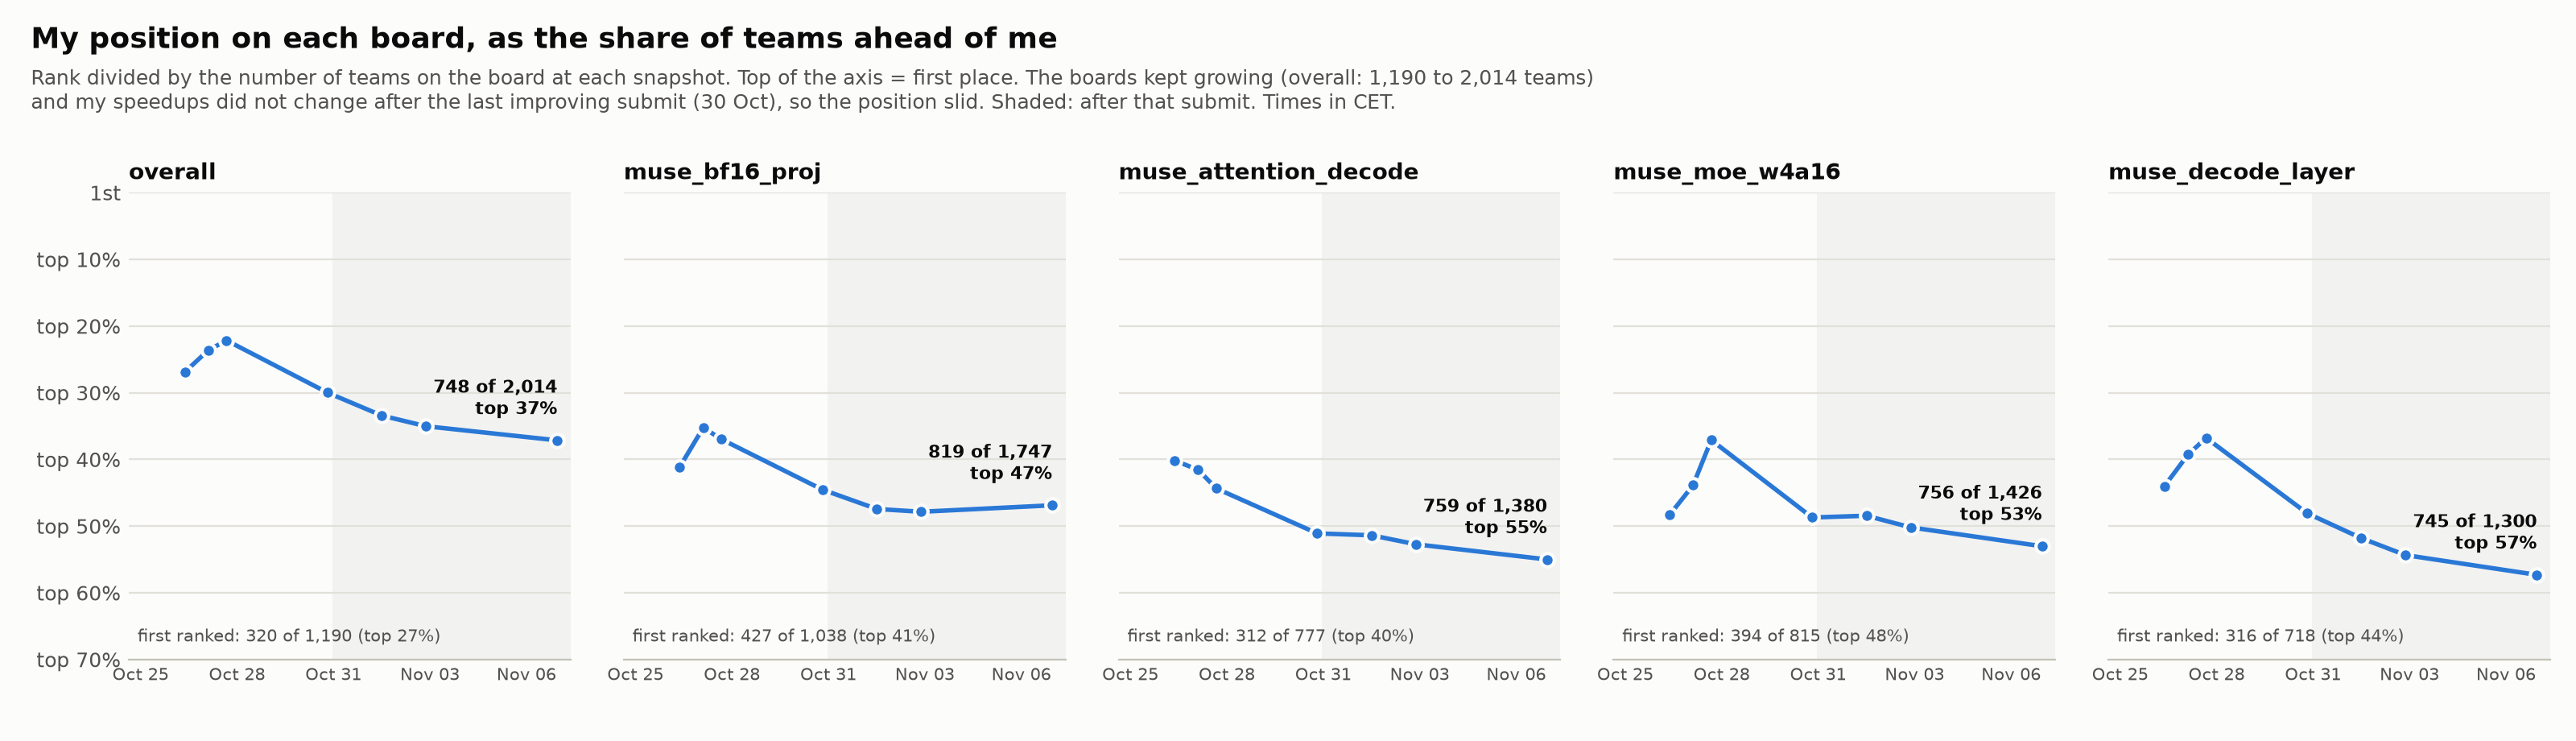 My position on each board, as the share of teams ahead of me
Rank divided by the number of teams on the board at each snapshot. Top of the axis = first place. The boards kept growing (overall: 1,190 to 2,014 teams)
and my speedups did not change after the last improving submit (30 Oct), so the position slid. Shaded: after that submit. Times in CET.
overall
1st
top 10%
top 20%
top 30%
top 40%
top 50%
top 60%
top 70%
748 of 2,014
top 37%
first ranked: 320 of 1,190 (top 27%)
Oct 25 Oct 28 Oct 31 Nov 03 Nov 06
muse_bf16_proj
819 of 1,747
top 47%
first ranked: 427 of 1,038 (top 41%)
Oct 25 Oct 28 Oct 31 Nov 03 Nov 06
muse_attention_decode
759 of 1,380
top 55%
first ranked: 312 of 777 (top 40%)
Oct 25 Oct 28 Oct 31 Nov 03 Nov 06
muse_moe_w4a16
756 of 1,426
top 53%
first ranked: 394 of 815 (top 48%)
Oct 25 Oct 28 Oct 31 Nov 03 Nov 06
muse_decode_layer
745 of 1,300
top 57%
first ranked: 316 of 718 (top 44%)
Oct 25 Oct 28 Oct 31 Nov 03 Nov 06